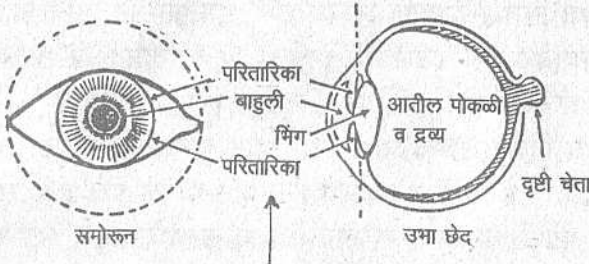 परितारिका
बाहुली
भिंग
परितारिका
आतील पोकळी
व द्रव्य
दृष्टी चेता
समोरून
उभा छेद